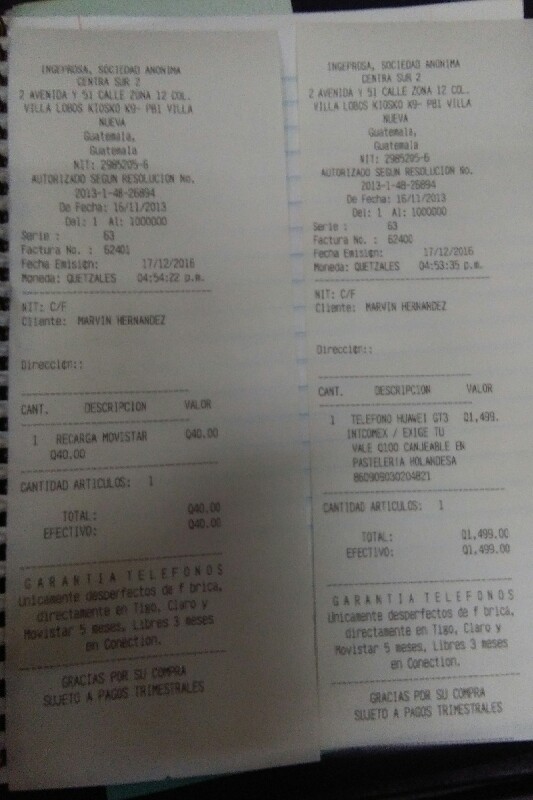 INGEPROSA, SOCIEDAD ANONIMA
CENTRA SUR 2
2 AVENIDA Y 51 CALLE ZONA 12 COL.
VILLA LOBOS KIOSKO K9- PB1 VILLA
NUEVA
Guatemala,
Guatemala
NIT: 2985205-6
AUTORIZADO SEGUN RESOLUCION No.
2013-1-48-26894
De Fecha: 16/11/2013
Del: 1 Al: 1000000
Serie : 63
Factura No. : 62401
Fecha Emision: 17/12/2016
Moneda: QUETZALES 04:54:22 p.m.
NIT: C/F
Cliente: MARVIN HERNANDEZ
Direccion::
CANT. DESCRIPCION VALOR
1 RECARGA MOVISTAR Q40.00
Q40.00
CANTIDAD ARTICULOS: 1
TOTAL: Q40.00
EFECTIVO: Q40.00
G A R A N T I A T E L E F O N O S
Unicamente desperfectos de f brica,
directamente en Tigo, Claro y
Movistar 5 meses, Libres 3 meses
en Conection.
GRACIAS POR SU COMPRA
SUJETO A PAGOS TRIMESTRALES
INGEPROSA, SOCIEDAD ANONIMA
CENTRA SUR 2
2 AVENIDA Y 51 CALLE ZONA 12 COL.
VILLA LOBOS KIOSKO K9- PB1 VILLA
NUEVA
Guatemala,
Guatemala
NIT: 2985205-6
AUTORIZADO SEGUN RESOLUCION No.
2013-1-48-26894
De Fecha: 16/11/2013
Del: 1 Al: 1000000
Serie : 63
Factura No. : 62400
Fecha Emision: 17/12/2016
Moneda: QUETZALES 04:53:35 p.m.
NIT: C/F
Cliente: MARVIN HERNANDEZ
Direccion::
CANT. DESCRIPCION VALOR
1 TELEFONO HUAWEI GT3 Q1,499.
INTCOMEX / EXIGE TU
VALE Q100 CANJEABLE EN
PASTELERIA HOLANDESA
860909030204821
CANTIDAD ARTICULOS: 1
TOTAL: Q1,499.00
EFECTIVO: Q1,499.00
G A R A N T I A T E L E F O N O S
Unicamente desperfectos de f brica,
directamente en Tigo, Claro y
Movistar 5 meses, Libres 3 meses
en Conection.
GRACIAS POR SU COMPRA
SUJETO A PAGOS TRIMESTRALES